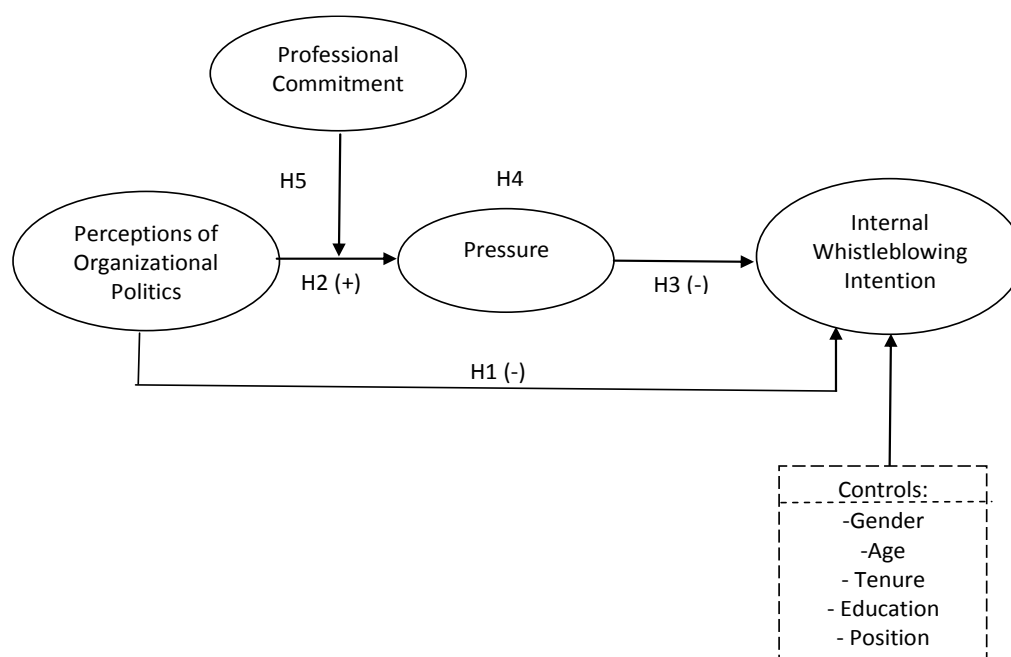 Professional
Commitment
H5
H4
Perceptions of
Organizational
Politics
H2 (+)
Pressure
H3 (-)
Internal
Whistleblowing
Intention
H1 (-)
Controls:
-Gender
-Age
- Tenure
- Education
- Position